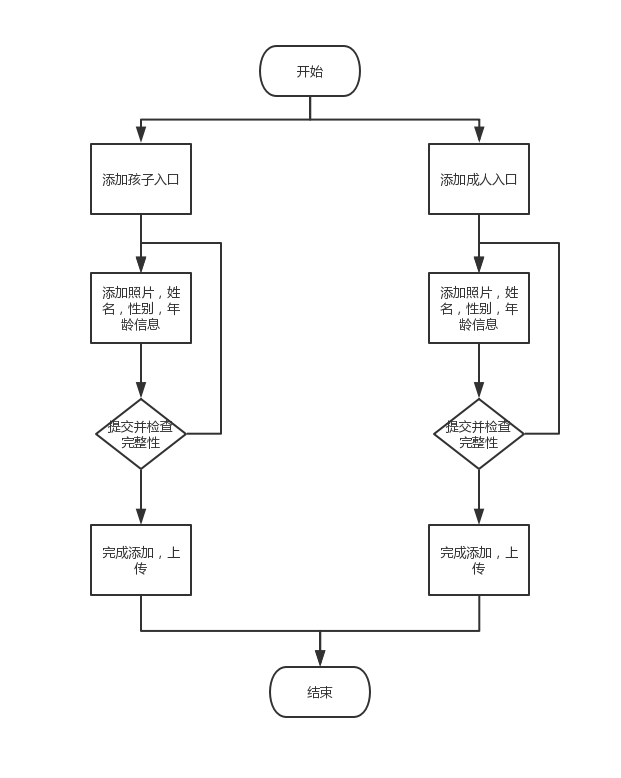 开始
添加孩子入口
添加成人入口
添加照片，姓
名，性别，年
龄信息
添加照片，姓
名，性别，年
龄信息
提交并检查
完整性
提交并检查
完整性
完成添加，上
传
完成添加，上
传
结束